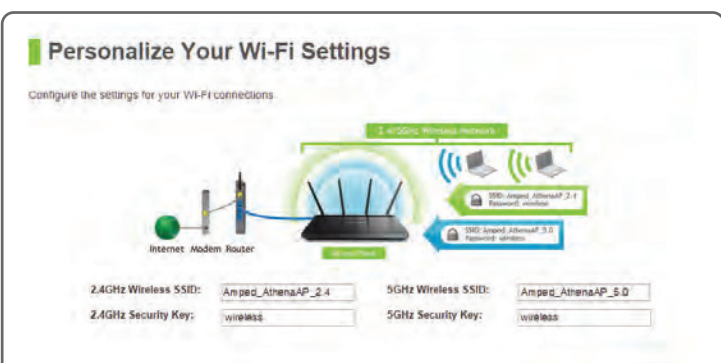 Personalize Your Wi-Fi Settings
Configure the settings for your Wi-Fi connections
2.4/5GHz Wireless Network
SSID: Amped_AthenaAP_2.4
Password: wireless
SSID: Amped_AthenaAP_5.0
Password: wireless
Internet Modem Router
2.4GHz Wireless SSID: Amped_AthenaAP_2.4 5GHz Wireless SSID: Amped_AthenaAP_5.0
2.4GHz Security Key: wireless 5GHz Security Key: wireless